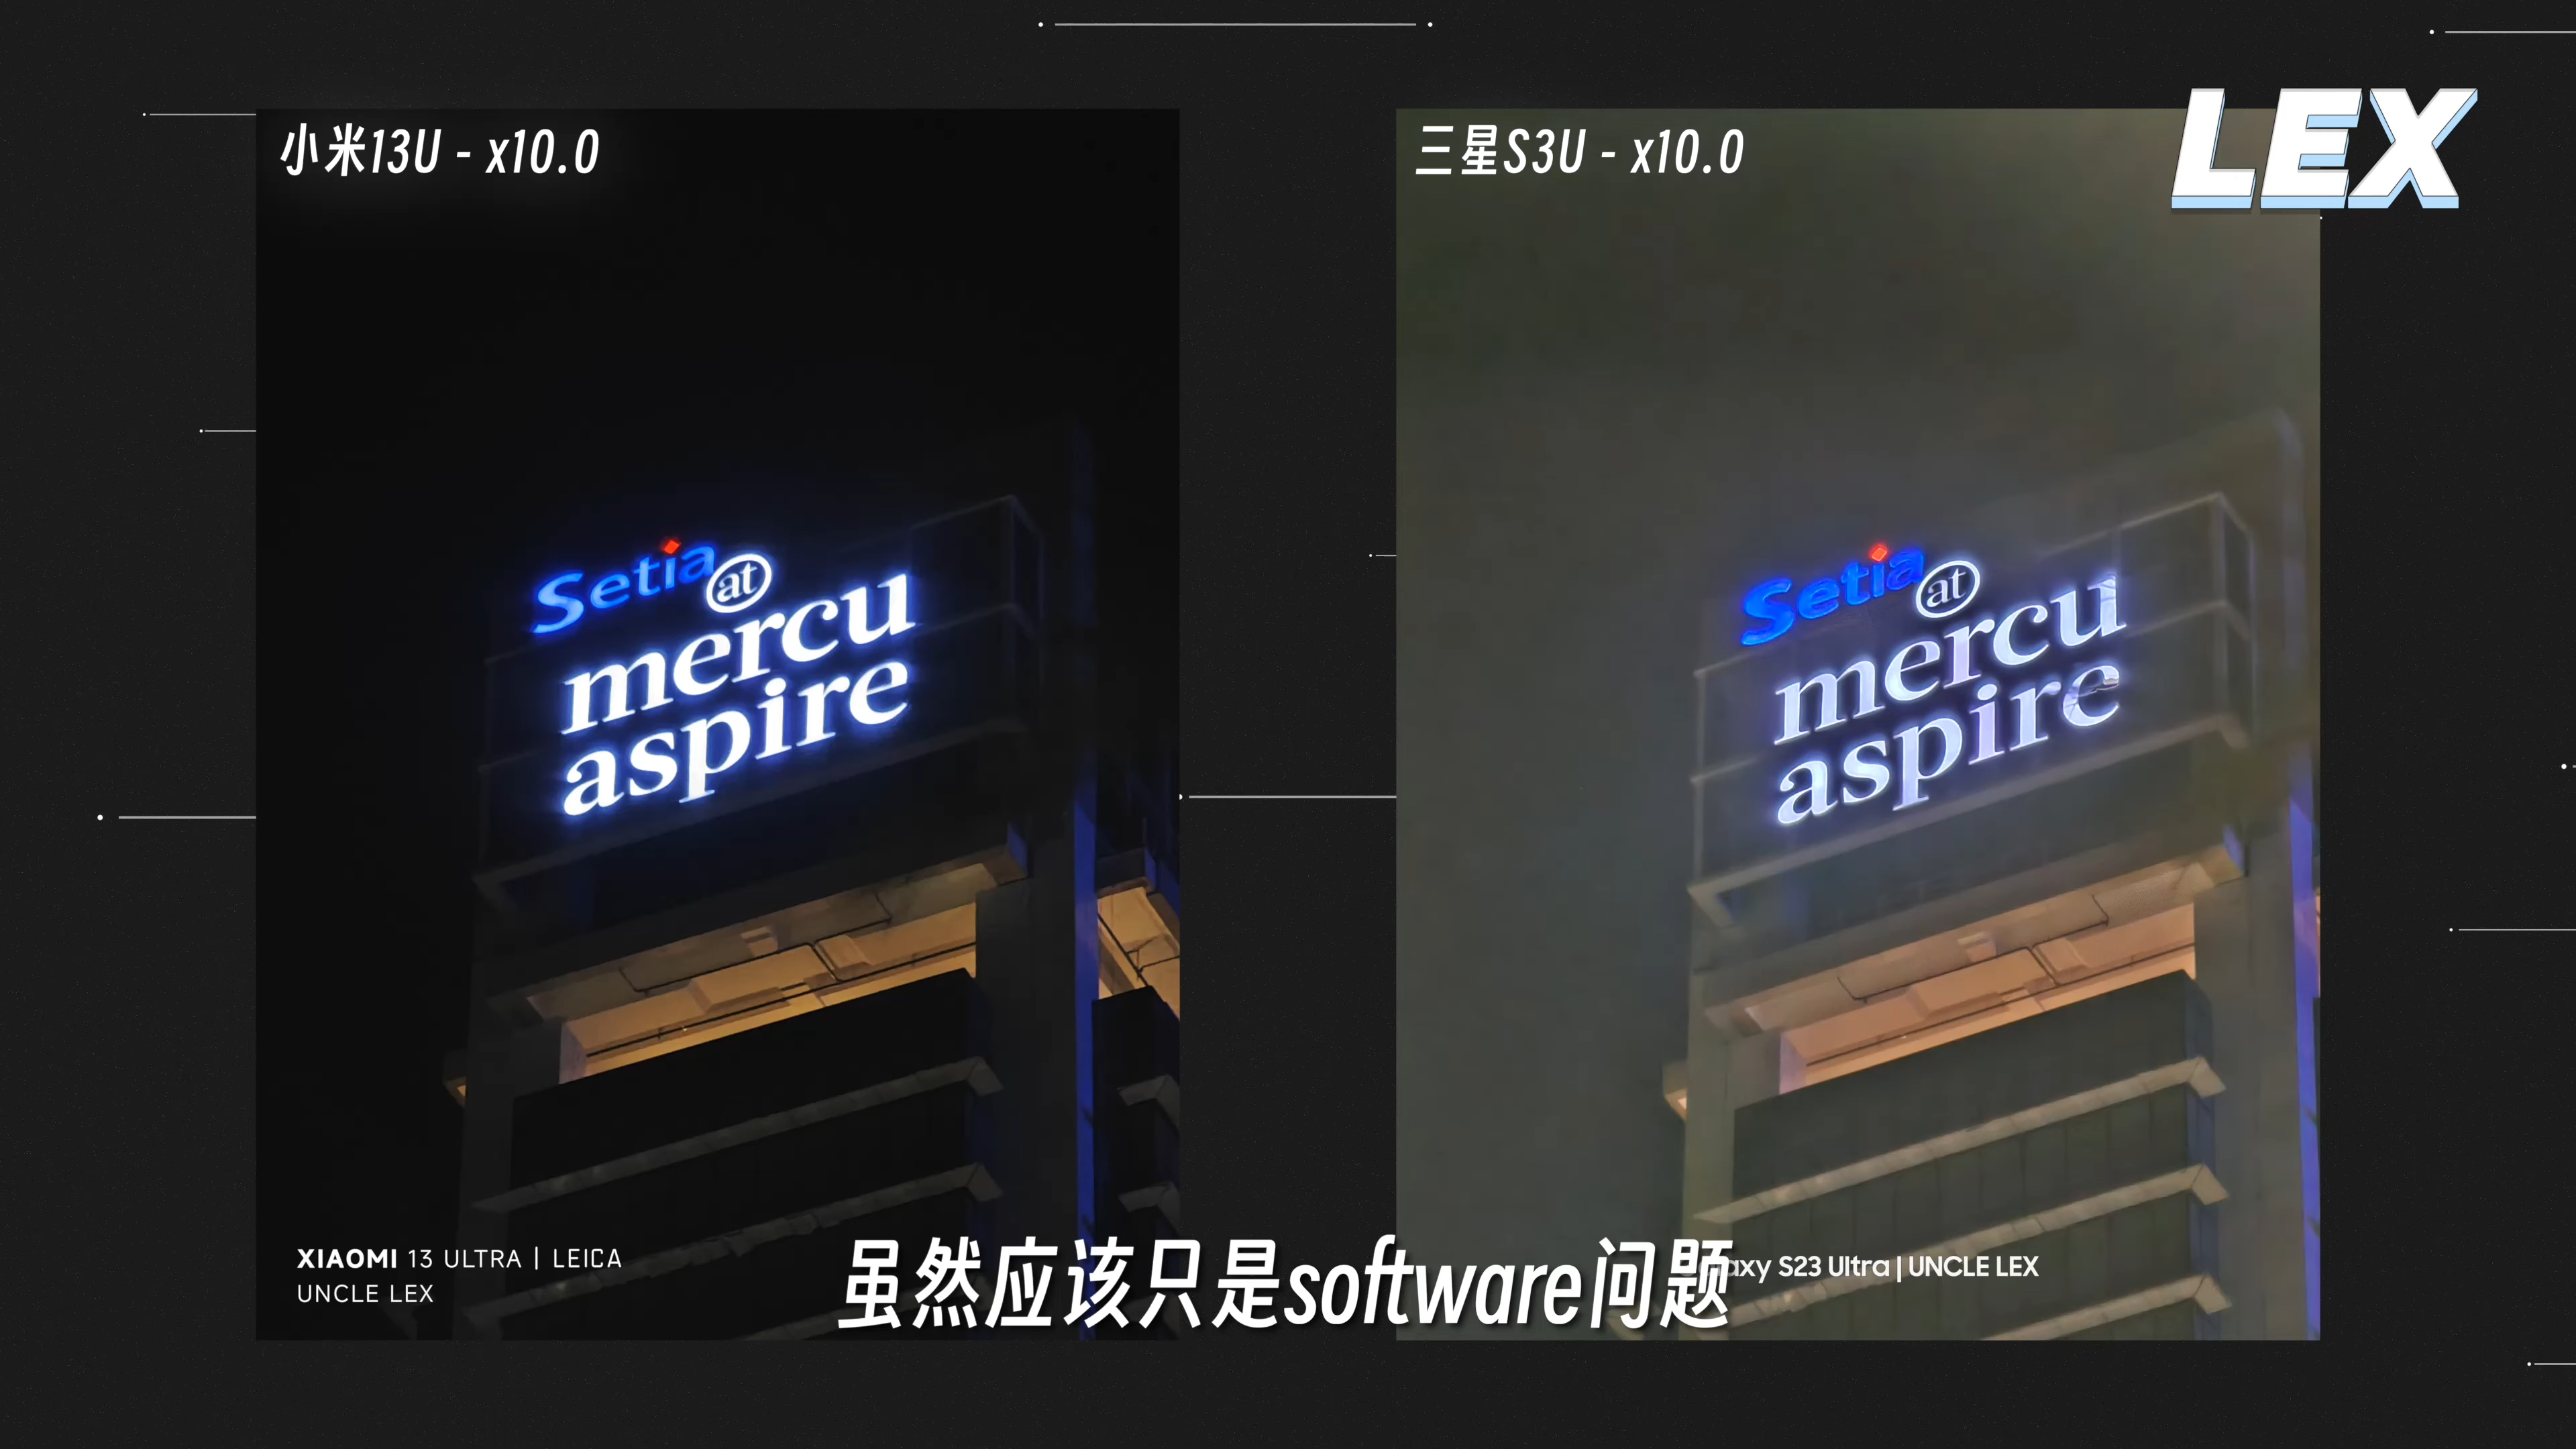 LEX
小米13U - x10.0
三星S3U - x10.0
Setia
at
mercu
aspire
Setia
at
mercu
aspire
XIAOMI 13 ULTRA | LEICA
UNCLE LEX
S23 Ultra | UNCLE LEX
虽然应该只是software问题